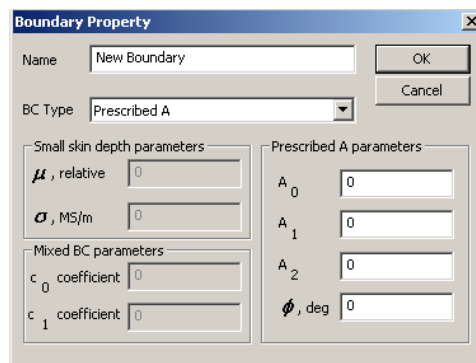 Boundary Property
Name New Boundary OK
Cancel
BC Type Prescribed A
Small skin depth parameters
μ, relative 0
σ, MS/m 0
Mixed BC parameters
c 0 coefficient 0
c 1 coefficient 0
Prescribed A parameters
A 0 0
A 1 0
A 2 0
ϕ, deg 0